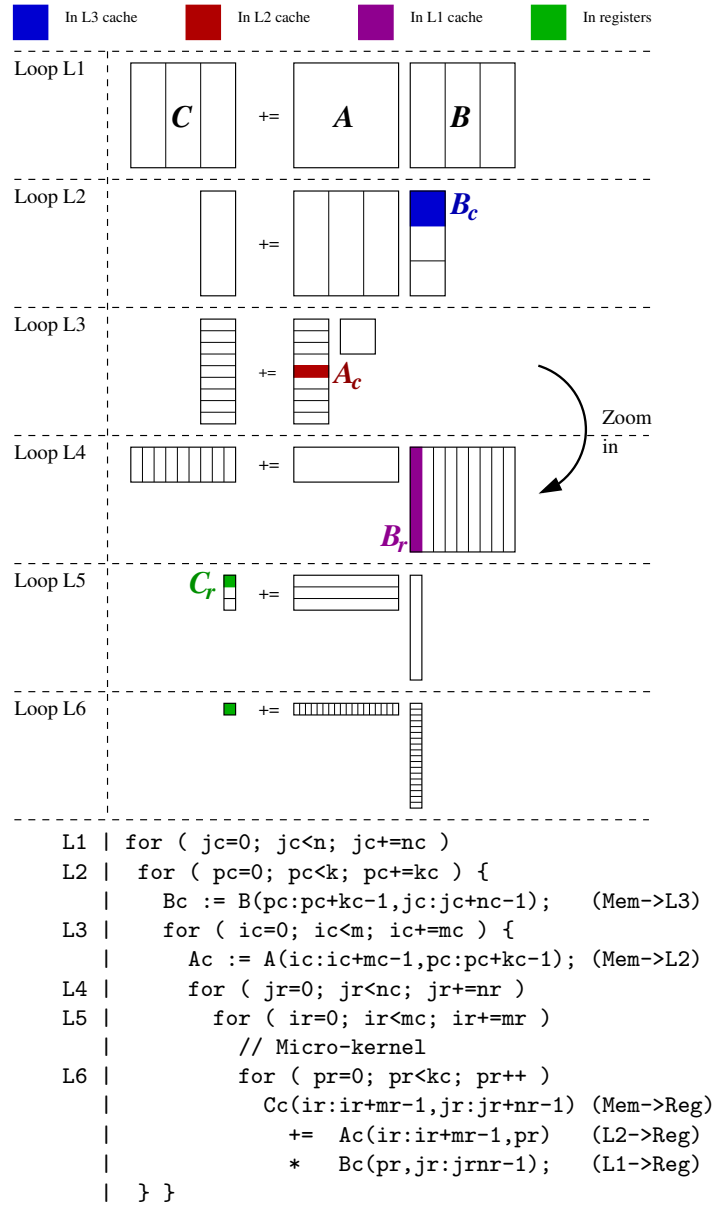 In L3 cache In L2 cache In L1 cache In registers
Loop L1
C += A B
Loop L2
+= Bc
Loop L3
+= Ac
Zoom
in
Loop L4
+=
Br
Loop L5
Cr +=
Loop L6
+=
L1 | for ( jc=0; jc<n; jc+=nc )
L2 | for ( pc=0; pc<k; pc+=kc ) {
| Bc := B(pc:pc+kc-1,jc:jc+nc-1); (Mem->L3)
L3 | for ( ic=0; ic<m; ic+=mc ) {
| Ac := A(ic:ic+mc-1,pc:pc+kc-1); (Mem->L2)
L4 | for ( jr=0; jr<nc; jr+=nr )
L5 | for ( ir=0; ir<mc; ir+=mr )
| // Micro-kernel
L6 | for ( pr=0; pr<kc; pr++ )
| Cc(ir:ir+mr-1,jr:jr+nr-1) (Mem->Reg)
| += Ac(ir:ir+mr-1,pr) (L2->Reg)
| * Bc(pr,jr:jrnr-1); (L1->Reg)
| } }